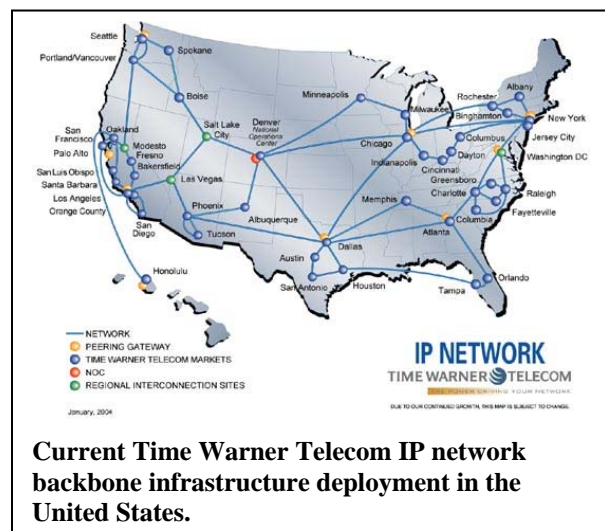 Seattle
Spokane
Portland/Vancouver
Boise
Minneapolis
Milwaukee
Rochester
Albany
Binghamton
New York
Jersey City
Washington DC
San Francisco
Oakland
Salt Lake City
Denver
National Operations Center
Chicago
Columbus
Indianapolis
Dayton
Cincinnati
Palo Alto
Modesto
Fresno
Bakersfield
San Luis Obispo
Santa Barbara
Los Angeles
Orange County
San Diego
Las Vegas
Phoenix
Tucson
Albuquerque
Memphis
Greensboro
Charlotte
Raleigh
Columbia
Fayetteville
Atlanta
Dallas
Austin
San Antonio
Houston
Orlando
Tampa
Honolulu
NETWORK
PEERING GATEWAY
TIME WARNER TELECOM MARKETS
NOC
REGIONAL INTERCONNECTION SITES
January, 2004
IP NETWORK
TIME WARNER TELECOM
THE POWER DRIVING YOUR NETWORK
DUE TO OUR CONTINUED GROWTH, THIS MAP IS SUBJECT TO CHANGE.
Current Time Warner Telecom IP network
backbone infrastructure deployment in the
United States.